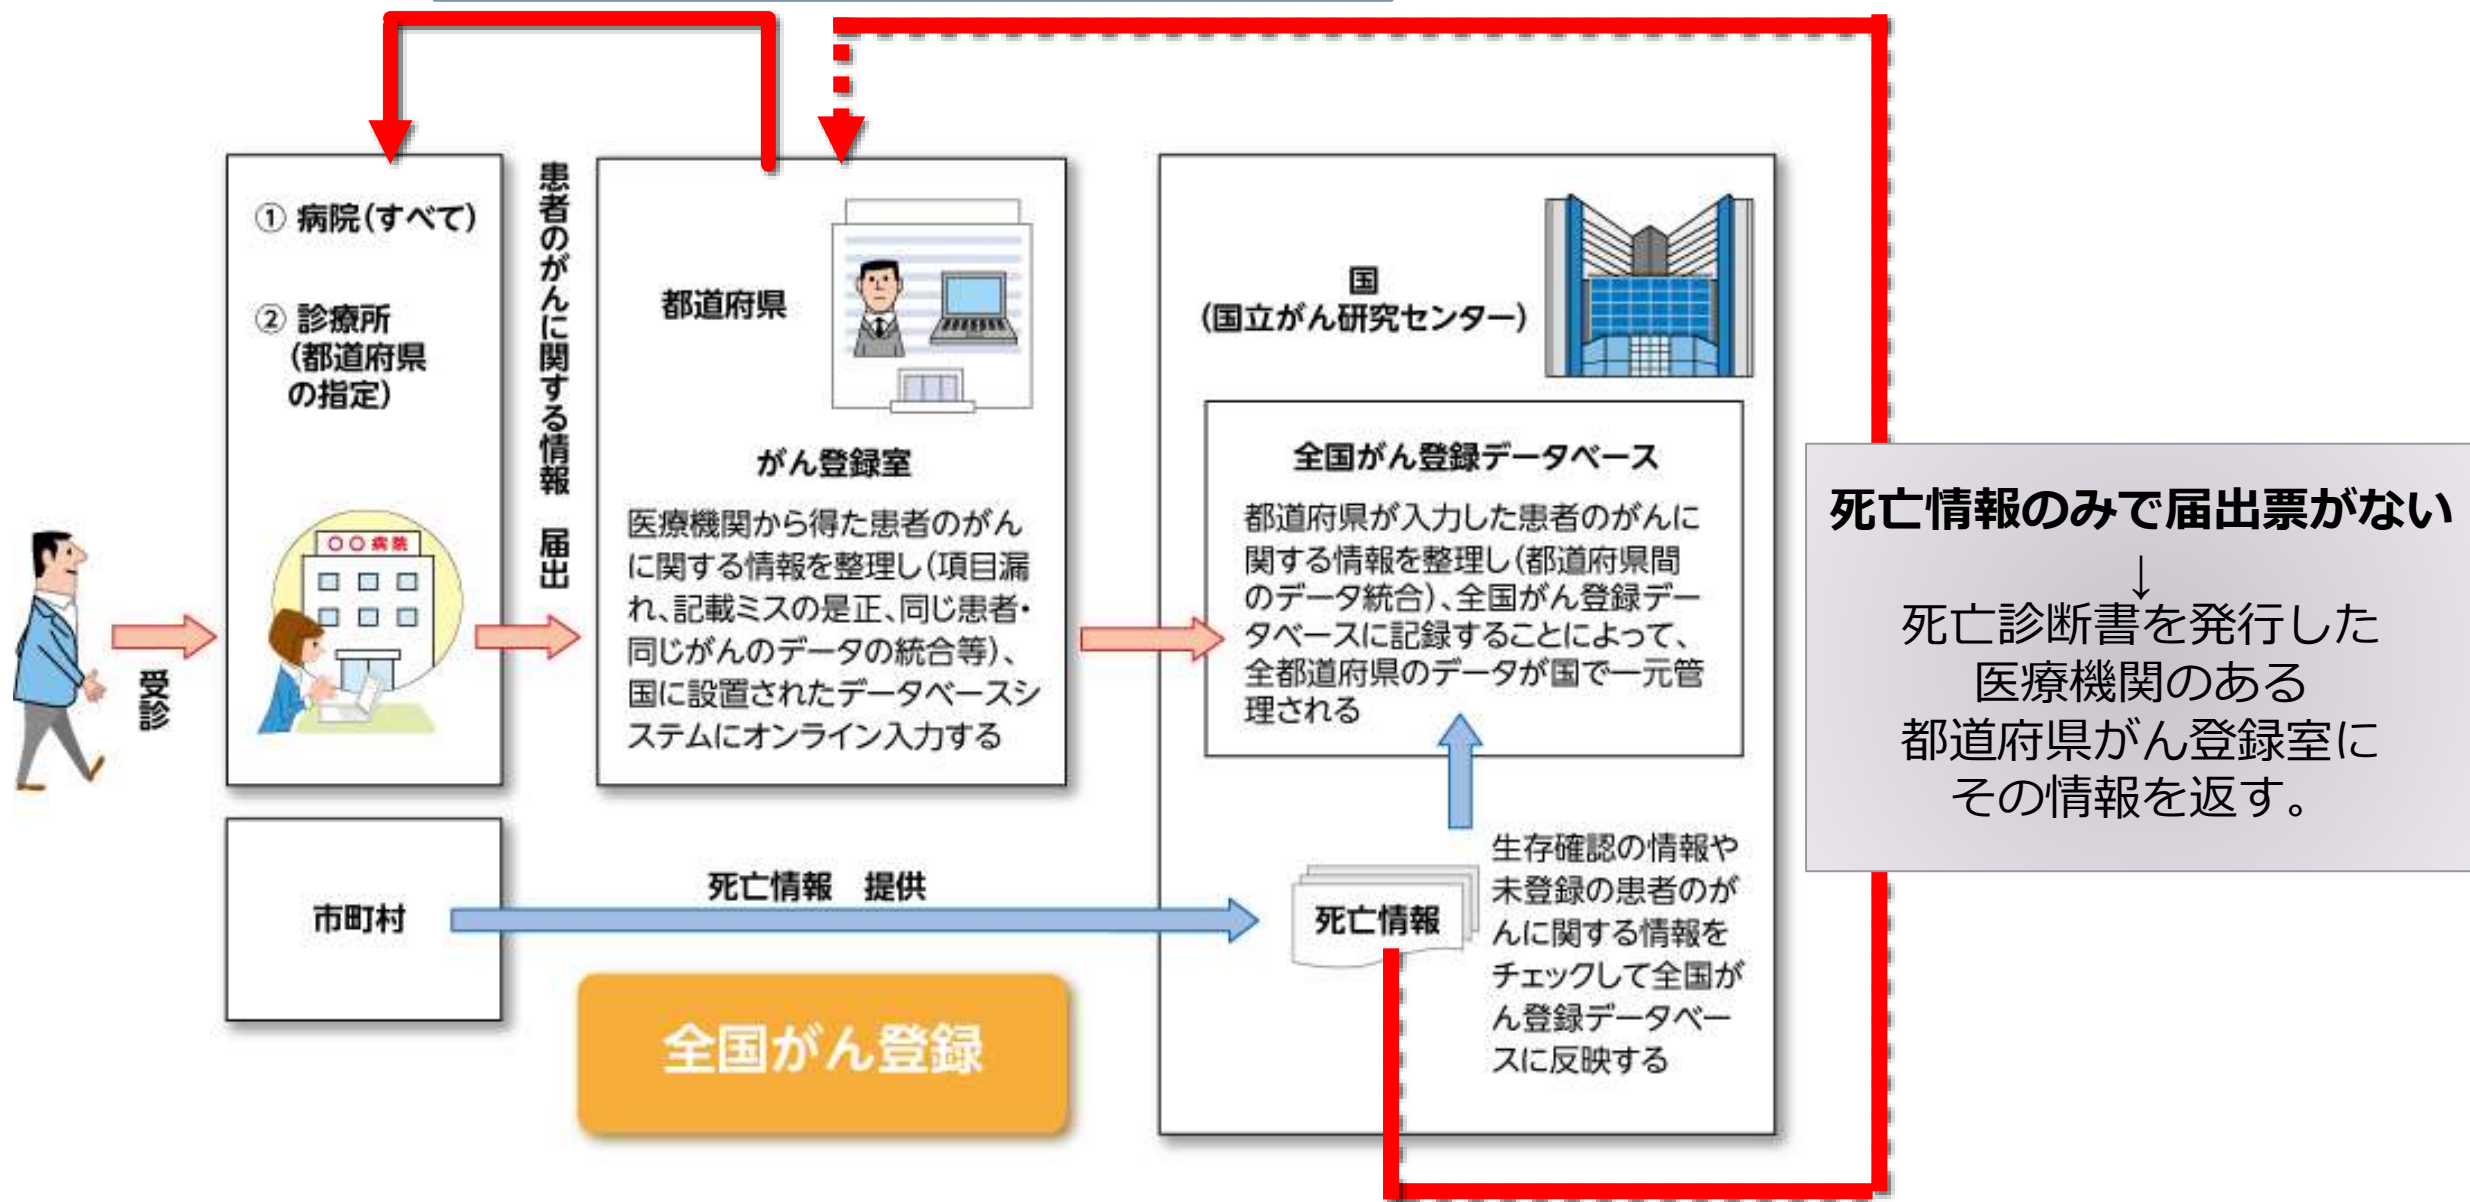 ① 病院(すべて)
② 診療所
(都道府県
の指定)
〇〇病院
受診
患者のがんに関する情報　届出
都道府県
がん登録室
医療機関から得た患者のがん
に関する情報を整理し(項目漏
れ、記載ミスの是正、同じ患者・
同じがんのデータの統合等)、
国に設置されたデータベースシ
ステムにオンライン入力する
国
(国立がん研究センター)
全国がん登録データベース
都道府県が入力した患者のがんに
関する情報を整理し(都道府県間
のデータ統合)、全国がん登録デー
タベースに記録することによって、
全都道府県のデータが国で一元管
理される
死亡情報のみで届出票がない
↓
死亡診断書を発行した
医療機関のある
都道府県がん登録室に
その情報を返す。
市町村
死亡情報　提供
死亡情報
生存確認の情報や
未登録の患者のが
んに関する情報を
チェックして全国が
ん登録データベー
スに反映する
全国がん登録